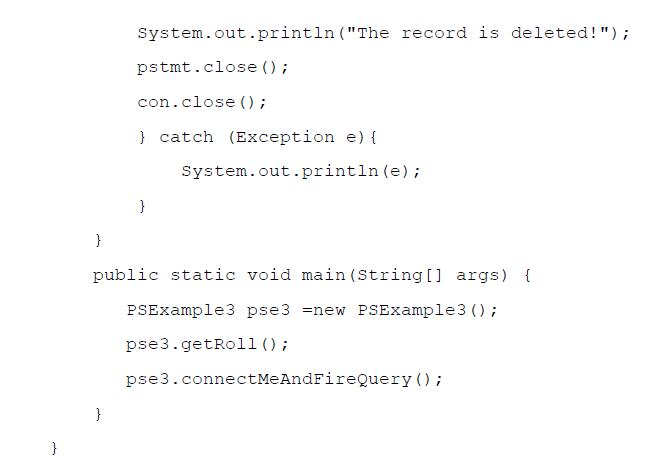 System.out.println("The record is deleted!");
pstmt.close();
con.close();
} catch (Exception e){
System.out.println(e);
}
}
public static void main(String[] args) {
PSExample3 pse3 =new PSExample3();
pse3.getRoll();
pse3.connectMeAndFireQuery();
}
}